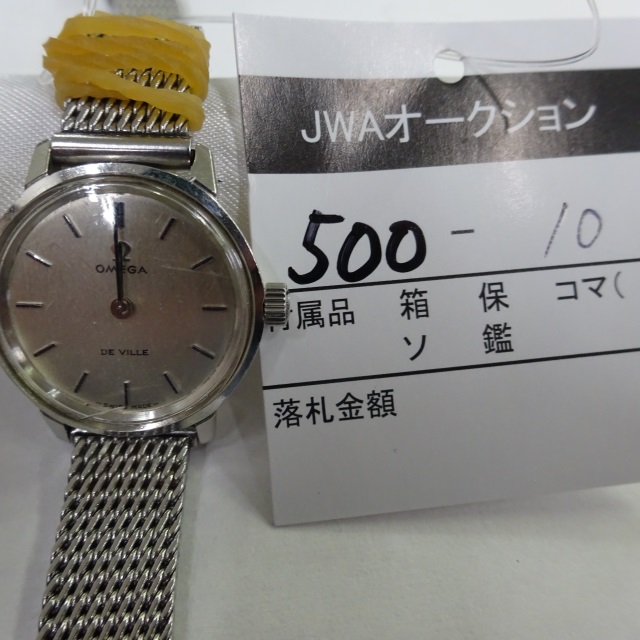 JWAオークション
500 - 10
付属品 箱 保 コマ(
ソ 鑑
落札金額
OMEGA
DE VILLE